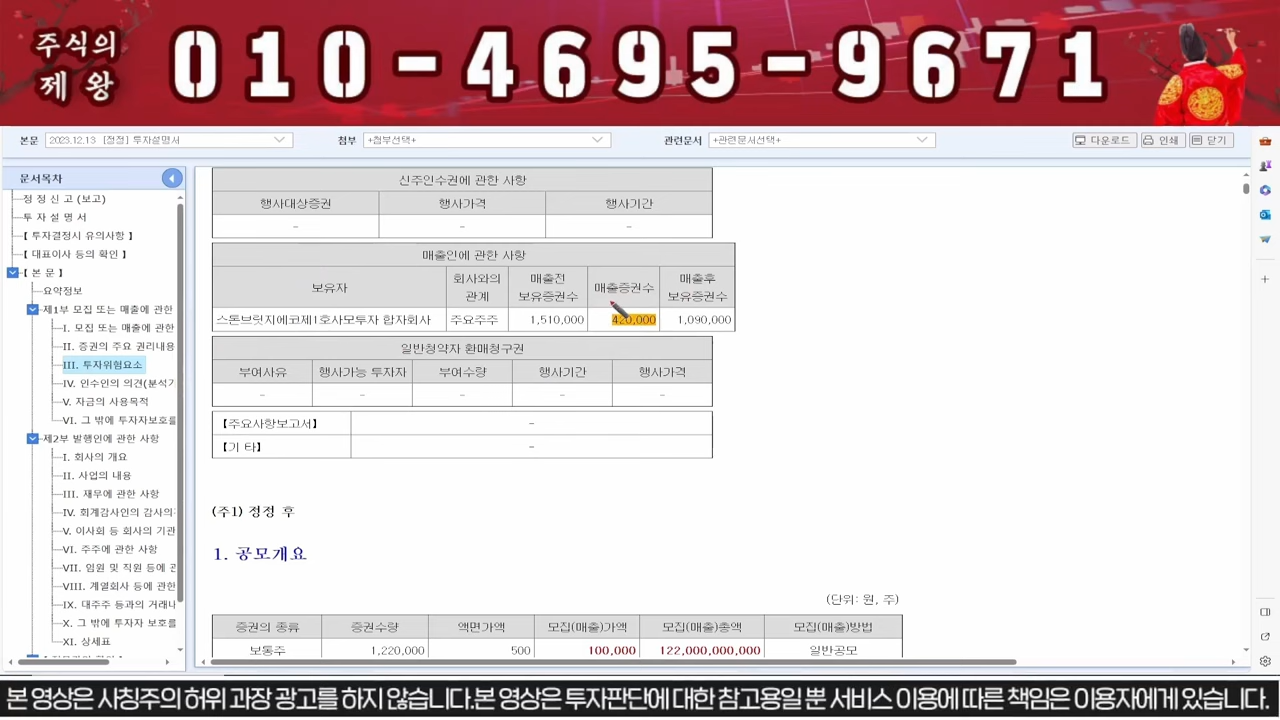 주식의
제 왕
010-4695-9671
본문 2023.12.13 [정정] 투자설명서 첨부 +첨부선택+ 관련문서 +관련문서선택+ 다운로드 인쇄 닫기
문서목차
정 정 신 고 (보고)
투 자 설 명 서
【 투자결정시 유의사항 】
【 대표이사 등의 확인 】
【 본 문 】
요약정보
제1부 모집 또는 매출에 관한
I. 모집 또는 매출에 관한
II. 증권의 주요 권리내용
III. 투자위험요소
IV. 인수인의 의견(분석기
V. 자금의 사용목적
VI. 그 밖에 투자자보호를
제2부 발행인에 관한 사항
I. 회사의 개요
II. 사업의 내용
III. 재무에 관한 사항
IV. 회계감사인의 감사의
V. 이사회 등 회사의 기관
VI. 주주에 관한 사항
VII. 임원 및 직원 등에 관
VIII. 계열회사 등에 관한
IX. 대주주 등과의 거래내
X. 그 밖에 투자자 보호를
XI. 상세표
신주인수권에 관한 사항
행사대상증권 행사가격 행사기간
- - -
매출인에 관한 사항
보유자 회사와의 관계 매출전 보유증권수 매출증권수 매출후 보유증권수
스톤브릿지에코제1호사모투자 합자회사 주요주주 1,510,000 420,000 1,090,000
일반청약자 환매청구권
부여사유 행사가능 투자자 부여수량 행사기간 행사가격
- - - - -
【주요사항보고서】 -
【기 타】 -
(주1) 정정 후
1. 공모개요
(단위: 원, 주)
증권의 종류 증권수량 액면가액 모집(매출)가액 모집(매출)총액 모집(매출)방법
보통주 1,220,000 500 100,000 122,000,000,000 일반공모
본 영상은 사칭주의 허위 과장 광고를 하지 않습니다.본 영상은 투자판단에 대한 참고용일 뿐 서비스 이용에 따른 책임은 이용자에게 있습니다.